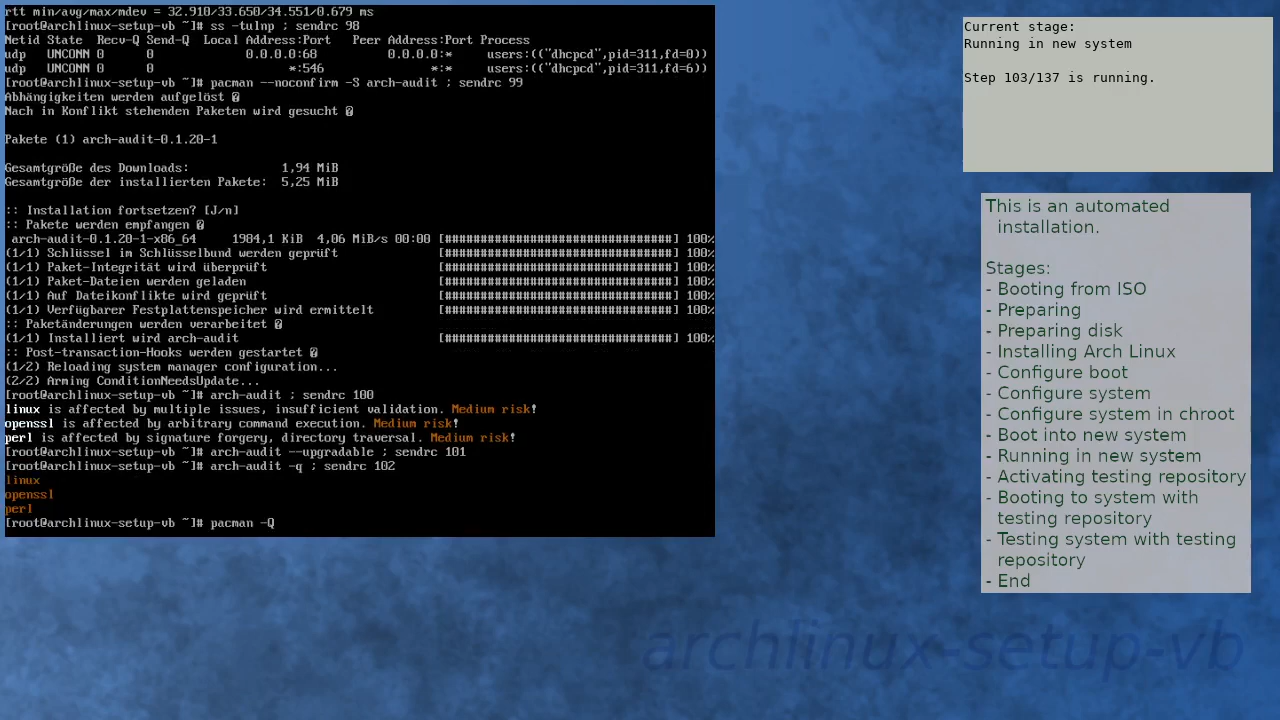 rtt min/avg/max/mdev = 32.910/33.650/34.551/0.679 ms
[root@archlinux-setup-vb ~]# ss -tulnp ; sendrc 98
Netid State  Recv-Q Send-Q  Local Address:Port   Peer Address:Port Process
udp   UNCONN 0      0             0.0.0.0:68          0.0.0.0:*     users:(("dhcpcd",pid=311,fd=0))
udp   UNCONN 0      0                   *:546               *:*     users:(("dhcpcd",pid=311,fd=6))
[root@archlinux-setup-vb ~]# pacman --noconfirm -S arch-audit ; sendrc 99
Abhängigkeiten werden aufgelöst �
Nach in Konflikt stehenden Paketen wird gesucht �
Pakete (1) arch-audit-0.1.20-1
Gesamtgröße des Downloads:             1,94 MiB
Gesamtgröße der installierten Pakete:  5,25 MiB
:: Installation fortsetzen? [J/n]
:: Pakete werden empfangen �
arch-audit-0.1.20-1-x86_64     1984,1 KiB  4,06 MiB/s 00:00 [#################################] 100%
(1/1) Schlüssel im Schlüsselbund werden geprüft              [#################################] 100%
(1/1) Paket-Integrität wird überprüft                        [#################################] 100%
(1/1) Paket-Dateien werden geladen                           [#################################] 100%
(1/1) Auf Dateikonflikte wird geprüft                        [#################################] 100%
(1/1) Verfügbarer Festplattenspeicher wird ermittelt         [#################################] 100%
:: Paketänderungen werden verarbeitet �
(1/1) Installiert wird arch-audit                            [#################################] 100%
:: Post-transaction-Hooks werden gestartet �
(1/2) Reloading system manager configuration...
(2/2) Arming ConditionNeedsUpdate...
[root@archlinux-setup-vb ~]# arch-audit ; sendrc 100
linux is affected by multiple issues, insufficient validation. Medium risk!
openssl is affected by arbitrary command execution. Medium risk!
perl is affected by signature forgery, directory traversal. Medium risk!
[root@archlinux-setup-vb ~]# arch-audit --upgradable ; sendrc 101
[root@archlinux-setup-vb ~]# arch-audit -q ; sendrc 102
linux
openssl
perl
[root@archlinux-setup-vb ~]# pacman -Q
Current stage:
Running in new system
Step 103/137 is running.
This is an automated
installation.
Stages:
- Booting from ISO
- Preparing
- Preparing disk
- Installing Arch Linux
- Configure boot
- Configure system
- Configure system in chroot
- Boot into new system
- Running in new system
- Activating testing repository
- Booting to system with
testing repository
- Testing system with testing
repository
- End
archlinux-setup-vb